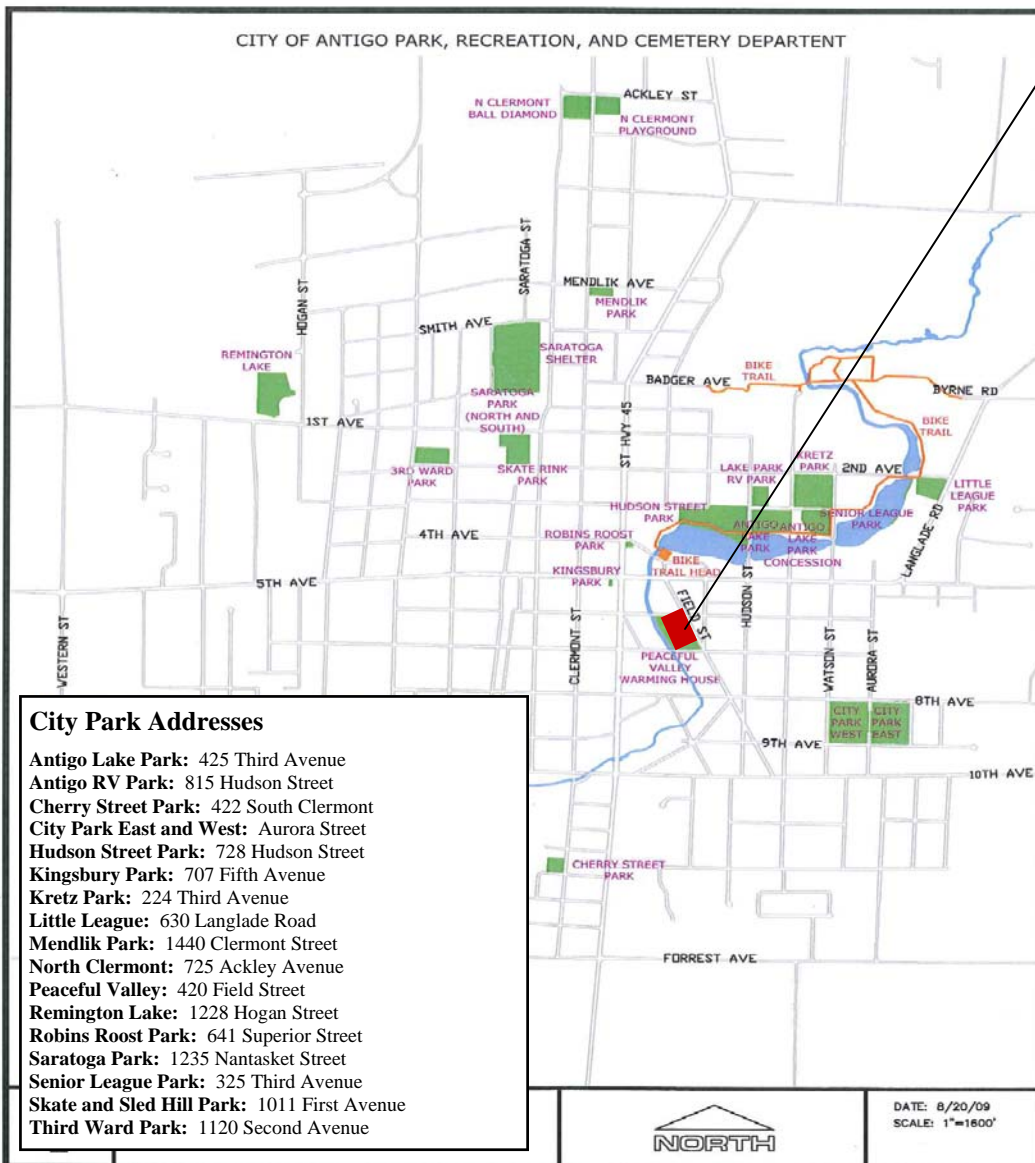 CITY OF ANTIGO PARK, RECREATION, AND CEMETERY DEPARTENT
ACKLEY ST
N CLERMONT
BALL DIAMOND
N CLERMONT
PLAYGROUND
SARATOGA ST
HOGAN ST
MENDLIK AVE
MENDLIK
PARK
SMITH AVE
SARATOGA
SHELTER
REMINGTON
LAKE
BIKE
TRAIL
BADGER AVE
BYRNE RD
SARATOGA
PARK
(NORTH AND
SOUTH)
ST HWY 45
1ST AVE
BIKE
TRAIL
3RD WARD
PARK
SKATE RINK
PARK
LAKE PARK
RV PARK
KRETZ
PARK
2ND AVE
LITTLE
LEAGUE
PARK
HUDSON STREET
PARK
ANTIGO
LAKE
PARK
ANTIGO
LAKE
PARK
CONCESSION
SENIOR LEAGUE
PARK
LANGLADE RD
4TH AVE
ROBINS ROOST
PARK
BIKE
TRAIL HEAD
KINGSBURY
PARK
5TH AVE
FIELD ST
HUDSON ST
WESTERN ST
CLERMONT ST
WATSON ST
AURORA ST
PEACEFUL
VALLEY
WARMING HOUSE
8TH AVE
CITY
PARK
WEST
CITY
PARK
EAST
9TH AVE
10TH AVE
CHERRY STREET
PARK
FORREST AVE
City Park Addresses
Antigo Lake Park: 425 Third Avenue
Antigo RV Park: 815 Hudson Street
Cherry Street Park: 422 South Clermont
City Park East and West: Aurora Street
Hudson Street Park: 728 Hudson Street
Kingsbury Park: 707 Fifth Avenue
Kretz Park: 224 Third Avenue
Little League: 630 Langlade Road
Mendlik Park: 1440 Clermont Street
North Clermont: 725 Ackley Avenue
Peaceful Valley: 420 Field Street
Remington Lake: 1228 Hogan Street
Robins Roost Park: 641 Superior Street
Saratoga Park: 1235 Nantasket Street
Senior League Park: 325 Third Avenue
Skate and Sled Hill Park: 1011 First Avenue
Third Ward Park: 1120 Second Avenue
NORTH
DATE: 8/20/09
SCALE: 1"=1600'